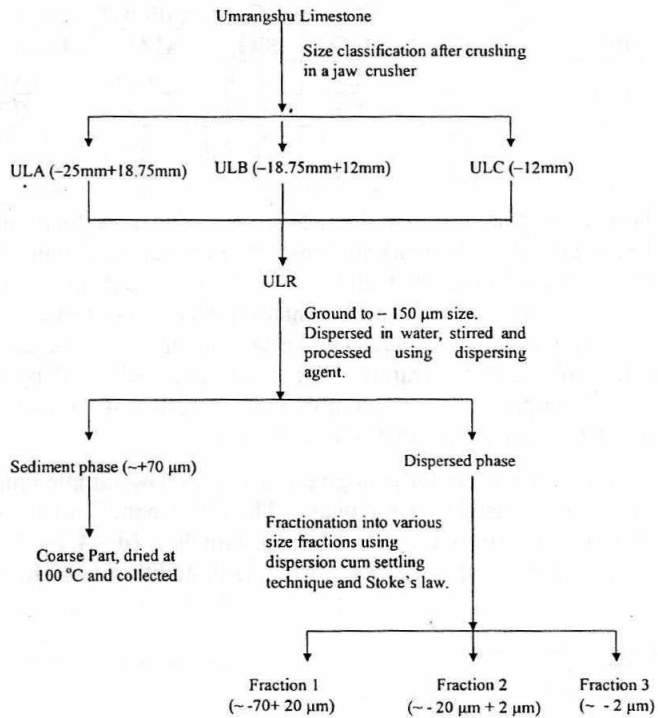 Umrangshu Limestone
Size classification after crushing
in a jaw crusher
ULA (−25mm+18.75mm)
ULB (−18.75mm+12mm)
ULC (−12mm)
ULR
Ground to − 150 µm size.
Dispersed in water, stirred and
processed using dispersing
agent.
Sediment phase (~+70 µm)
Dispersed phase
Coarse Part, dried at
100 °C and collected
Fractionation into various
size fractions using
dispersion cum settling
technique and Stoke's law.
Fraction 1
(~ -70+ 20 µm)
Fraction 2
(~ - 20 µm + 2 µm)
Fraction 3
(~ - 2 µm)